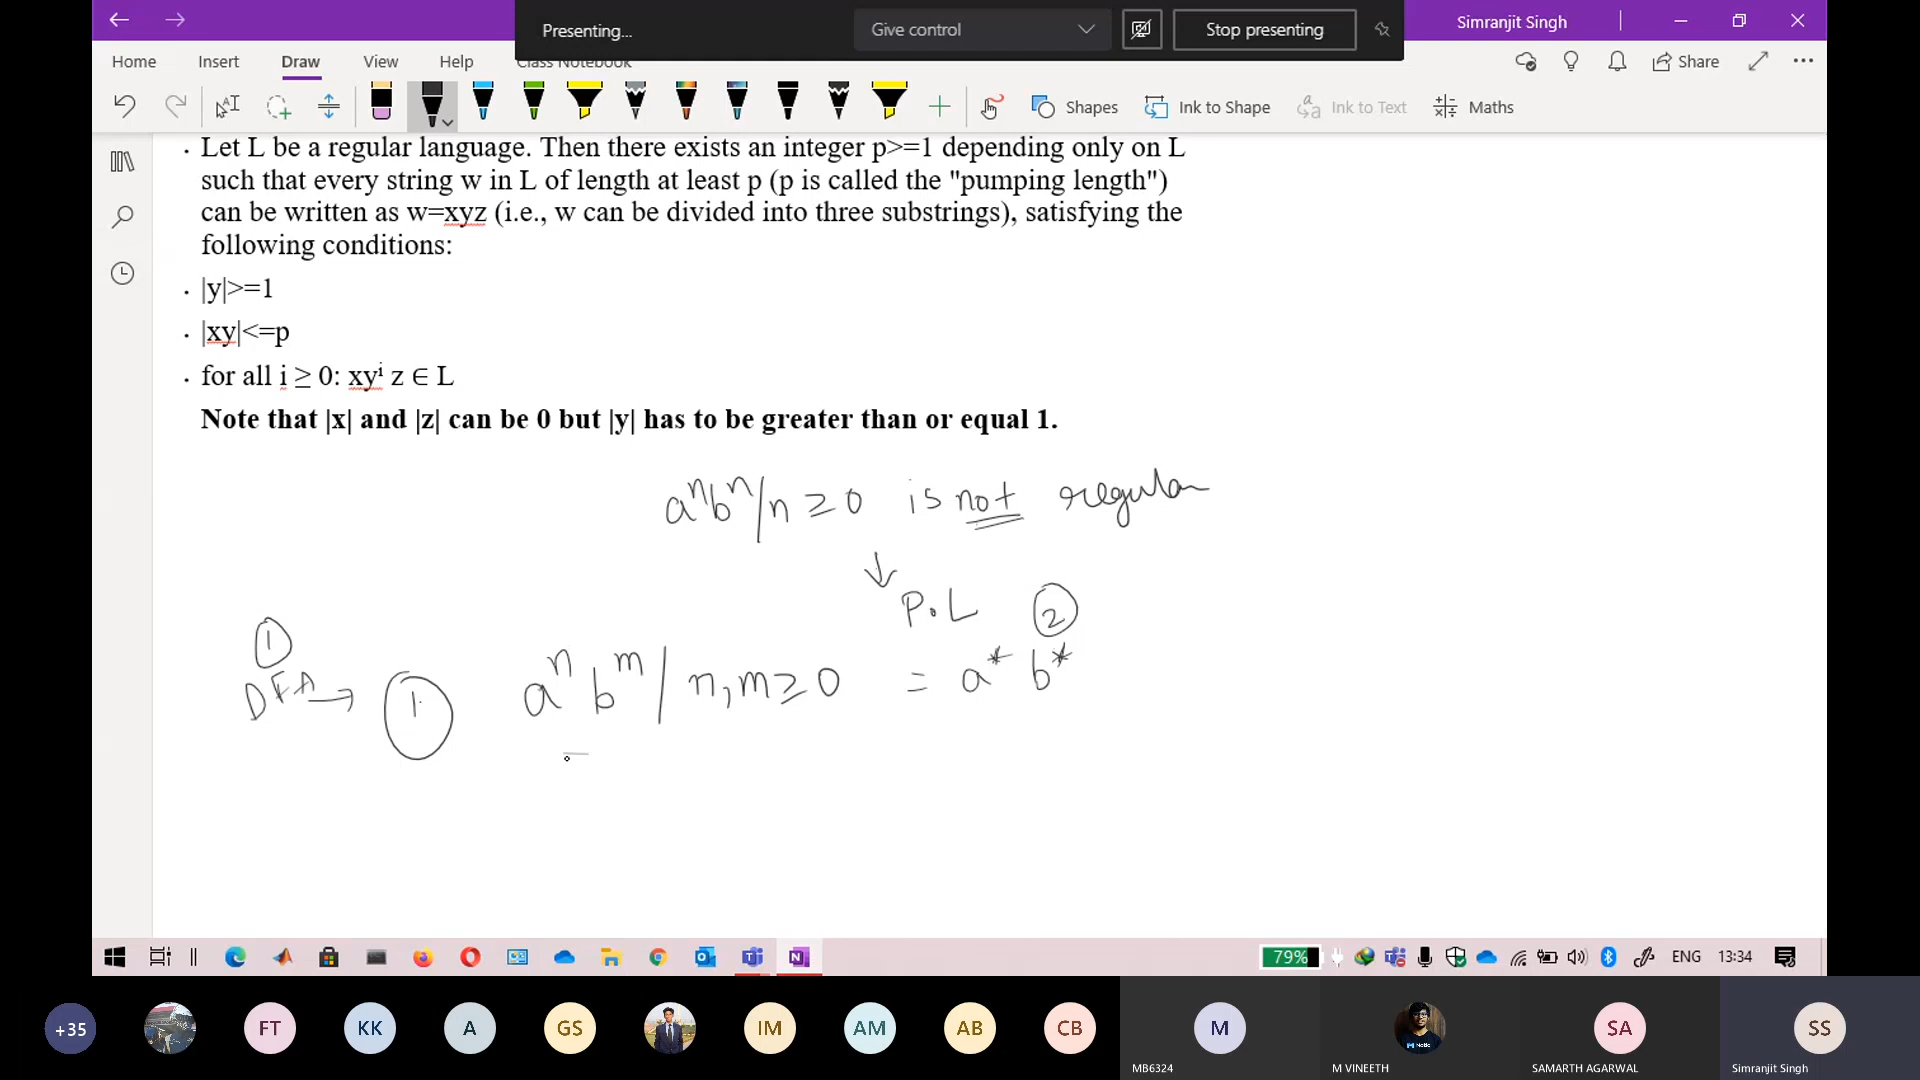 Presenting...
Give control
Stop presenting
Simranjit Singh
Home
Insert
Draw
View
Help
Class Notebook
Share
Shapes
Ink to Shape
Ink to Text
Maths
· Let L be a regular language. Then there exists an integer p>=1 depending only on L
such that every string w in L of length at least p (p is called the "pumping length")
can be written as w=xyz (i.e., w can be divided into three substrings), satisfying the
following conditions:
· |y|>=1
· |xy|<=p
· for all i ≥ 0: xyⁱ z ∈ L
Note that |x| and |z| can be 0 but |y| has to be greater than or equal 1.
aⁿbⁿ/n ≥ 0 is not regular
↓
P.L ②
①
DFA → ① aⁿ bᵐ / n,m ≥ 0 = a* b*
79%
ENG
13:34
+35
FT
KK
A
GS
IM
AM
AB
CB
M
SA
SS
MB6324
M VINEETH
SAMARTH AGARWAL
Simranjit Singh